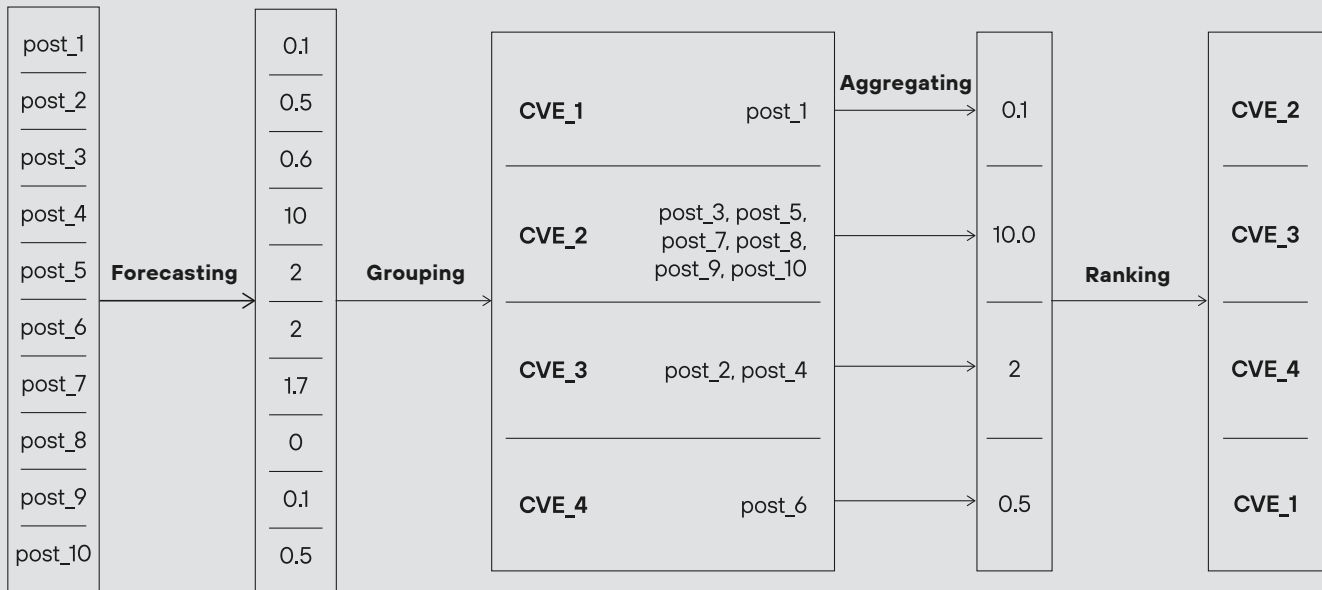 post_1
post_2
post_3
post_4
post_5
post_6
post_7
post_8
post_9
post_10
Forecasting
0.1
0.5
0.6
10
2
2
1.7
0
0.1
0.5
Grouping
CVE_1 post_1
CVE_2 post_3, post_5,
post_7, post_8,
post_9, post_10
CVE_3 post_2, post_4
CVE_4 post_6
Aggregating
0.1
10.0
2
0.5
Ranking
CVE_2
CVE_3
CVE_4
CVE_1